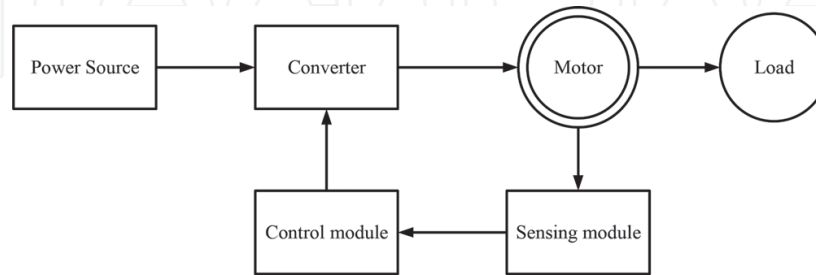 Power Source
Converter
Motor
Load
Control module
Sensing module